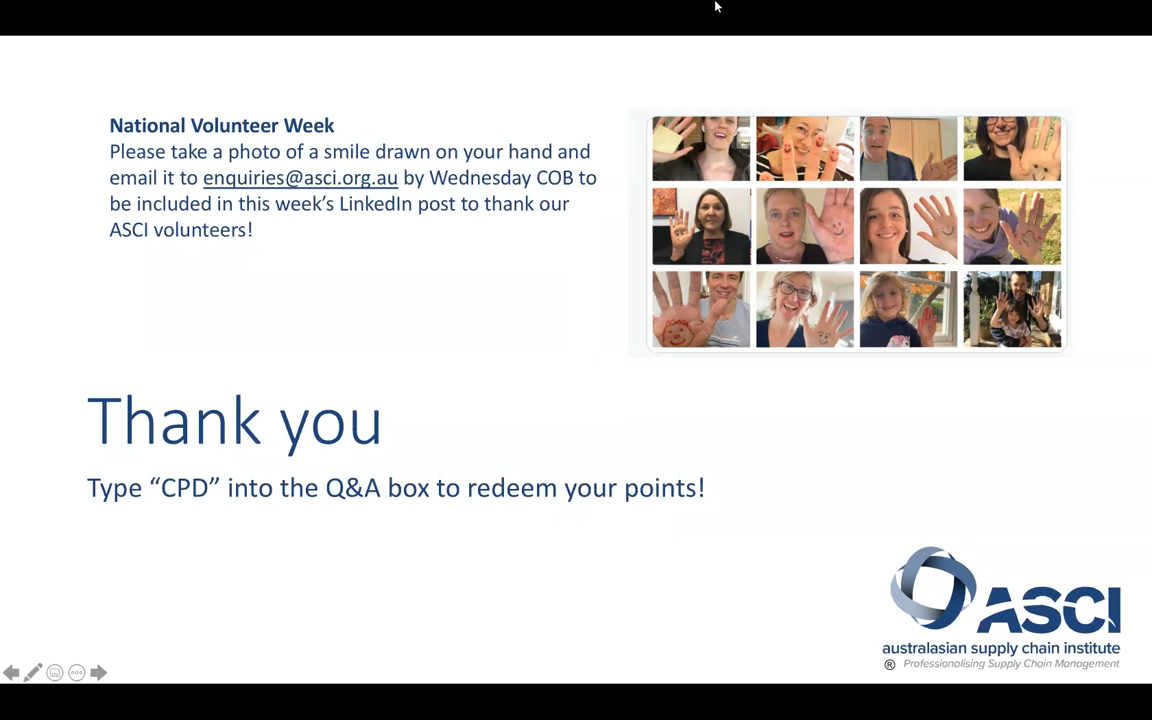 National Volunteer Week
Please take a photo of a smile drawn on your hand and
email it to enquiries@asci.org.au by Wednesday COB to
be included in this week’s LinkedIn post to thank our
ASCI volunteers!
Thank you
Type “CPD” into the Q&A box to redeem your points!
ASCI
australasian supply chain institute
® Professionalising Supply Chain Management